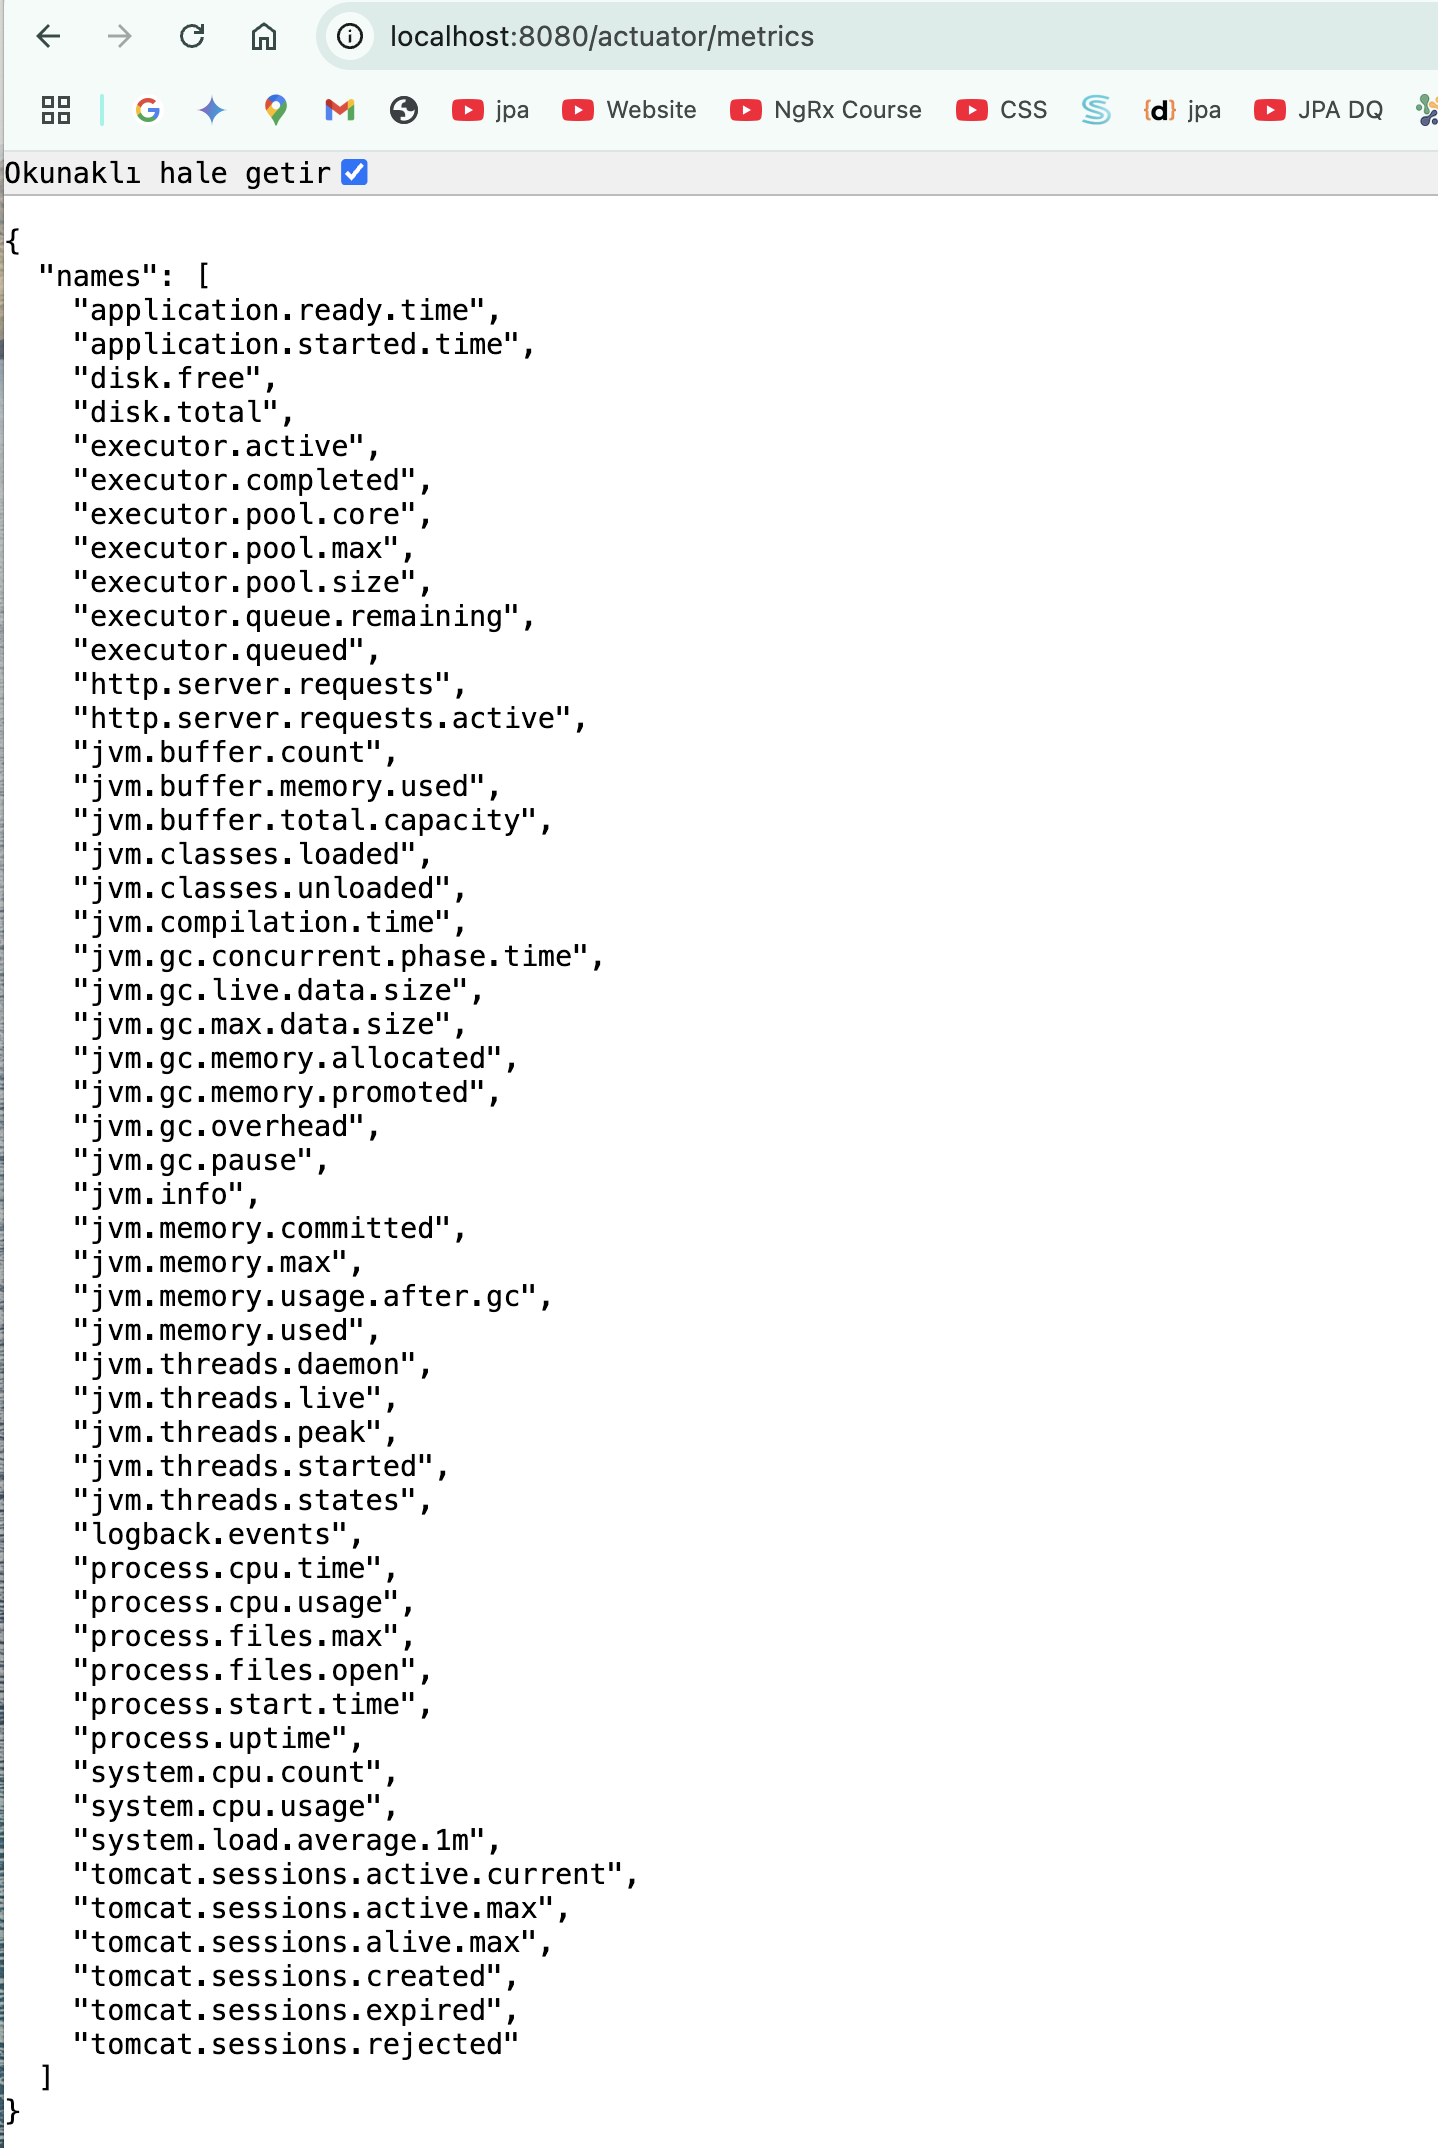 localhost:8080/actuator/metrics
jpa Website NgRx Course CSS {d} jpa JPA DQ
Okunaklı hale getir
{
  "names": [
    "application.ready.time",
    "application.started.time",
    "disk.free",
    "disk.total",
    "executor.active",
    "executor.completed",
    "executor.pool.core",
    "executor.pool.max",
    "executor.pool.size",
    "executor.queue.remaining",
    "executor.queued",
    "http.server.requests",
    "http.server.requests.active",
    "jvm.buffer.count",
    "jvm.buffer.memory.used",
    "jvm.buffer.total.capacity",
    "jvm.classes.loaded",
    "jvm.classes.unloaded",
    "jvm.compilation.time",
    "jvm.gc.concurrent.phase.time",
    "jvm.gc.live.data.size",
    "jvm.gc.max.data.size",
    "jvm.gc.memory.allocated",
    "jvm.gc.memory.promoted",
    "jvm.gc.overhead",
    "jvm.gc.pause",
    "jvm.info",
    "jvm.memory.committed",
    "jvm.memory.max",
    "jvm.memory.usage.after.gc",
    "jvm.memory.used",
    "jvm.threads.daemon",
    "jvm.threads.live",
    "jvm.threads.peak",
    "jvm.threads.started",
    "jvm.threads.states",
    "logback.events",
    "process.cpu.time",
    "process.cpu.usage",
    "process.files.max",
    "process.files.open",
    "process.start.time",
    "process.uptime",
    "system.cpu.count",
    "system.cpu.usage",
    "system.load.average.1m",
    "tomcat.sessions.active.current",
    "tomcat.sessions.active.max",
    "tomcat.sessions.alive.max",
    "tomcat.sessions.created",
    "tomcat.sessions.expired",
    "tomcat.sessions.rejected"
  ]
}